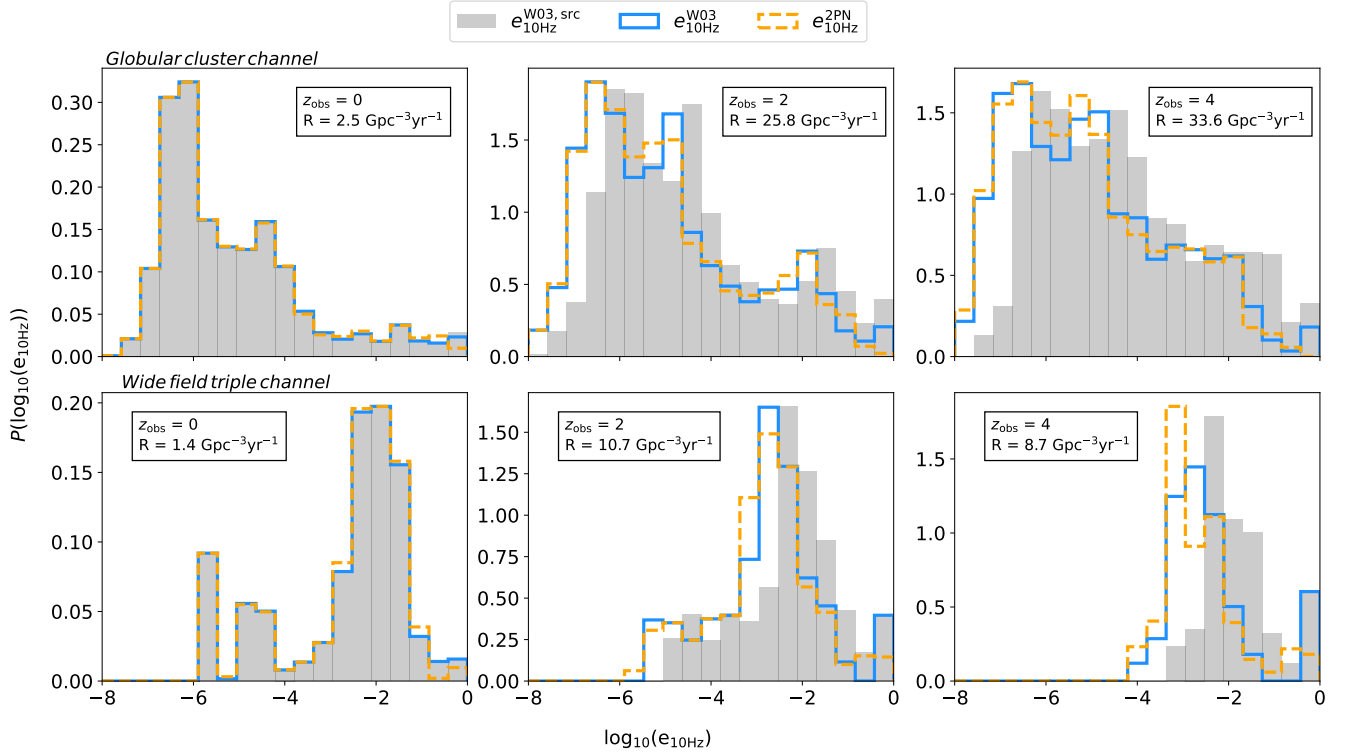 e^{W03, src}_{10Hz} e^{W03}_{10Hz} e^{2PN}_{10Hz}
Globular cluster channel
z_obs = 0
R = 2.5 Gpc⁻³yr⁻¹
0.30
0.25
0.20
0.15
0.10
0.05
0.00
z_obs = 2
R = 25.8 Gpc⁻³yr⁻¹
1.5
1.0
0.5
0.0
z_obs = 4
R = 33.6 Gpc⁻³yr⁻¹
1.5
1.0
0.5
0.0
P(log₁₀(e_10Hz))
Wide field triple channel
z_obs = 0
R = 1.4 Gpc⁻³yr⁻¹
0.20
0.15
0.10
0.05
0.00
−8 −6 −4 −2 0
z_obs = 2
R = 10.7 Gpc⁻³yr⁻¹
1.50
1.25
1.00
0.75
0.50
0.25
0.00
−8 −6 −4 −2 0
z_obs = 4
R = 8.7 Gpc⁻³yr⁻¹
1.5
1.0
0.5
0.0
−8 −6 −4 −2 0
log₁₀(e_10Hz)